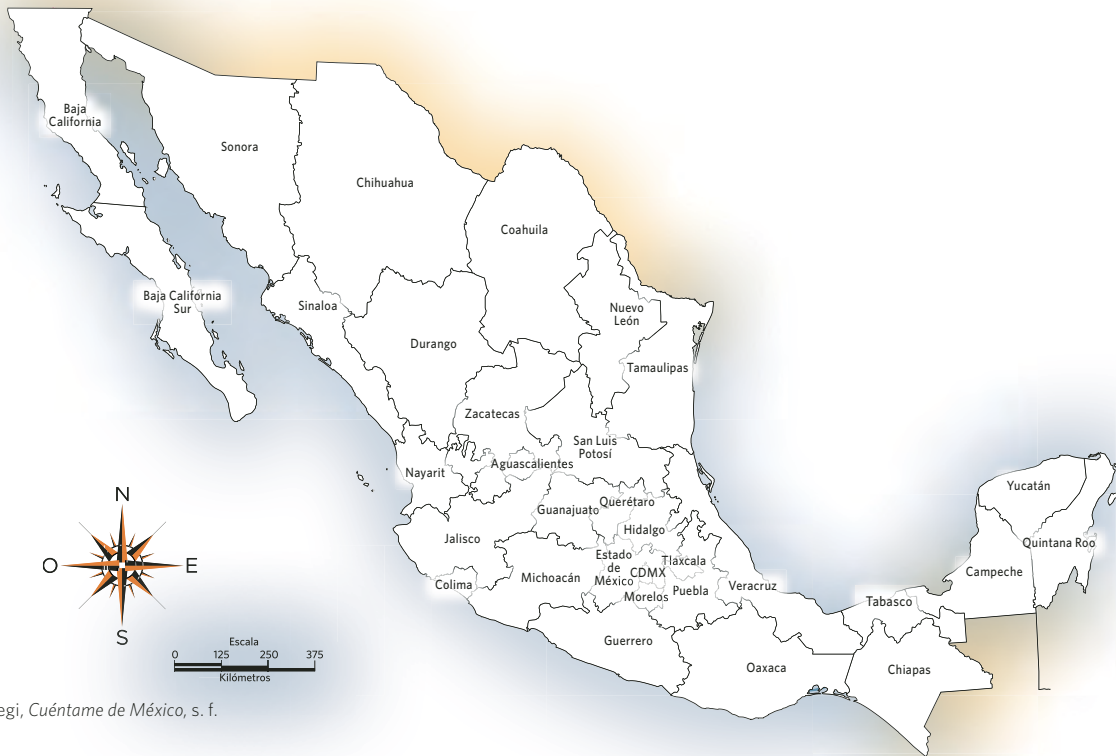 Baja
California
Sonora
Chihuahua
Coahuila
Baja California
Sur
Sinaloa
Nuevo
León
Durango
Tamaulipas
Zacatecas
San Luis
Potosí
Aguascalientes
Nayarit
Yucatán
Querétaro
Guanajuato
Hidalgo
Jalisco
Quintana Roo
Estado
de
México
Tlaxcala
CDMX
Campeche
Michoacán
Colima
Veracruz
Puebla
Morelos
Tabasco
Guerrero
Oaxaca
Chiapas
N
O
E
S
Escala
0 125 250 375
Kilómetros
egi, Cuéntame de México, s. f.